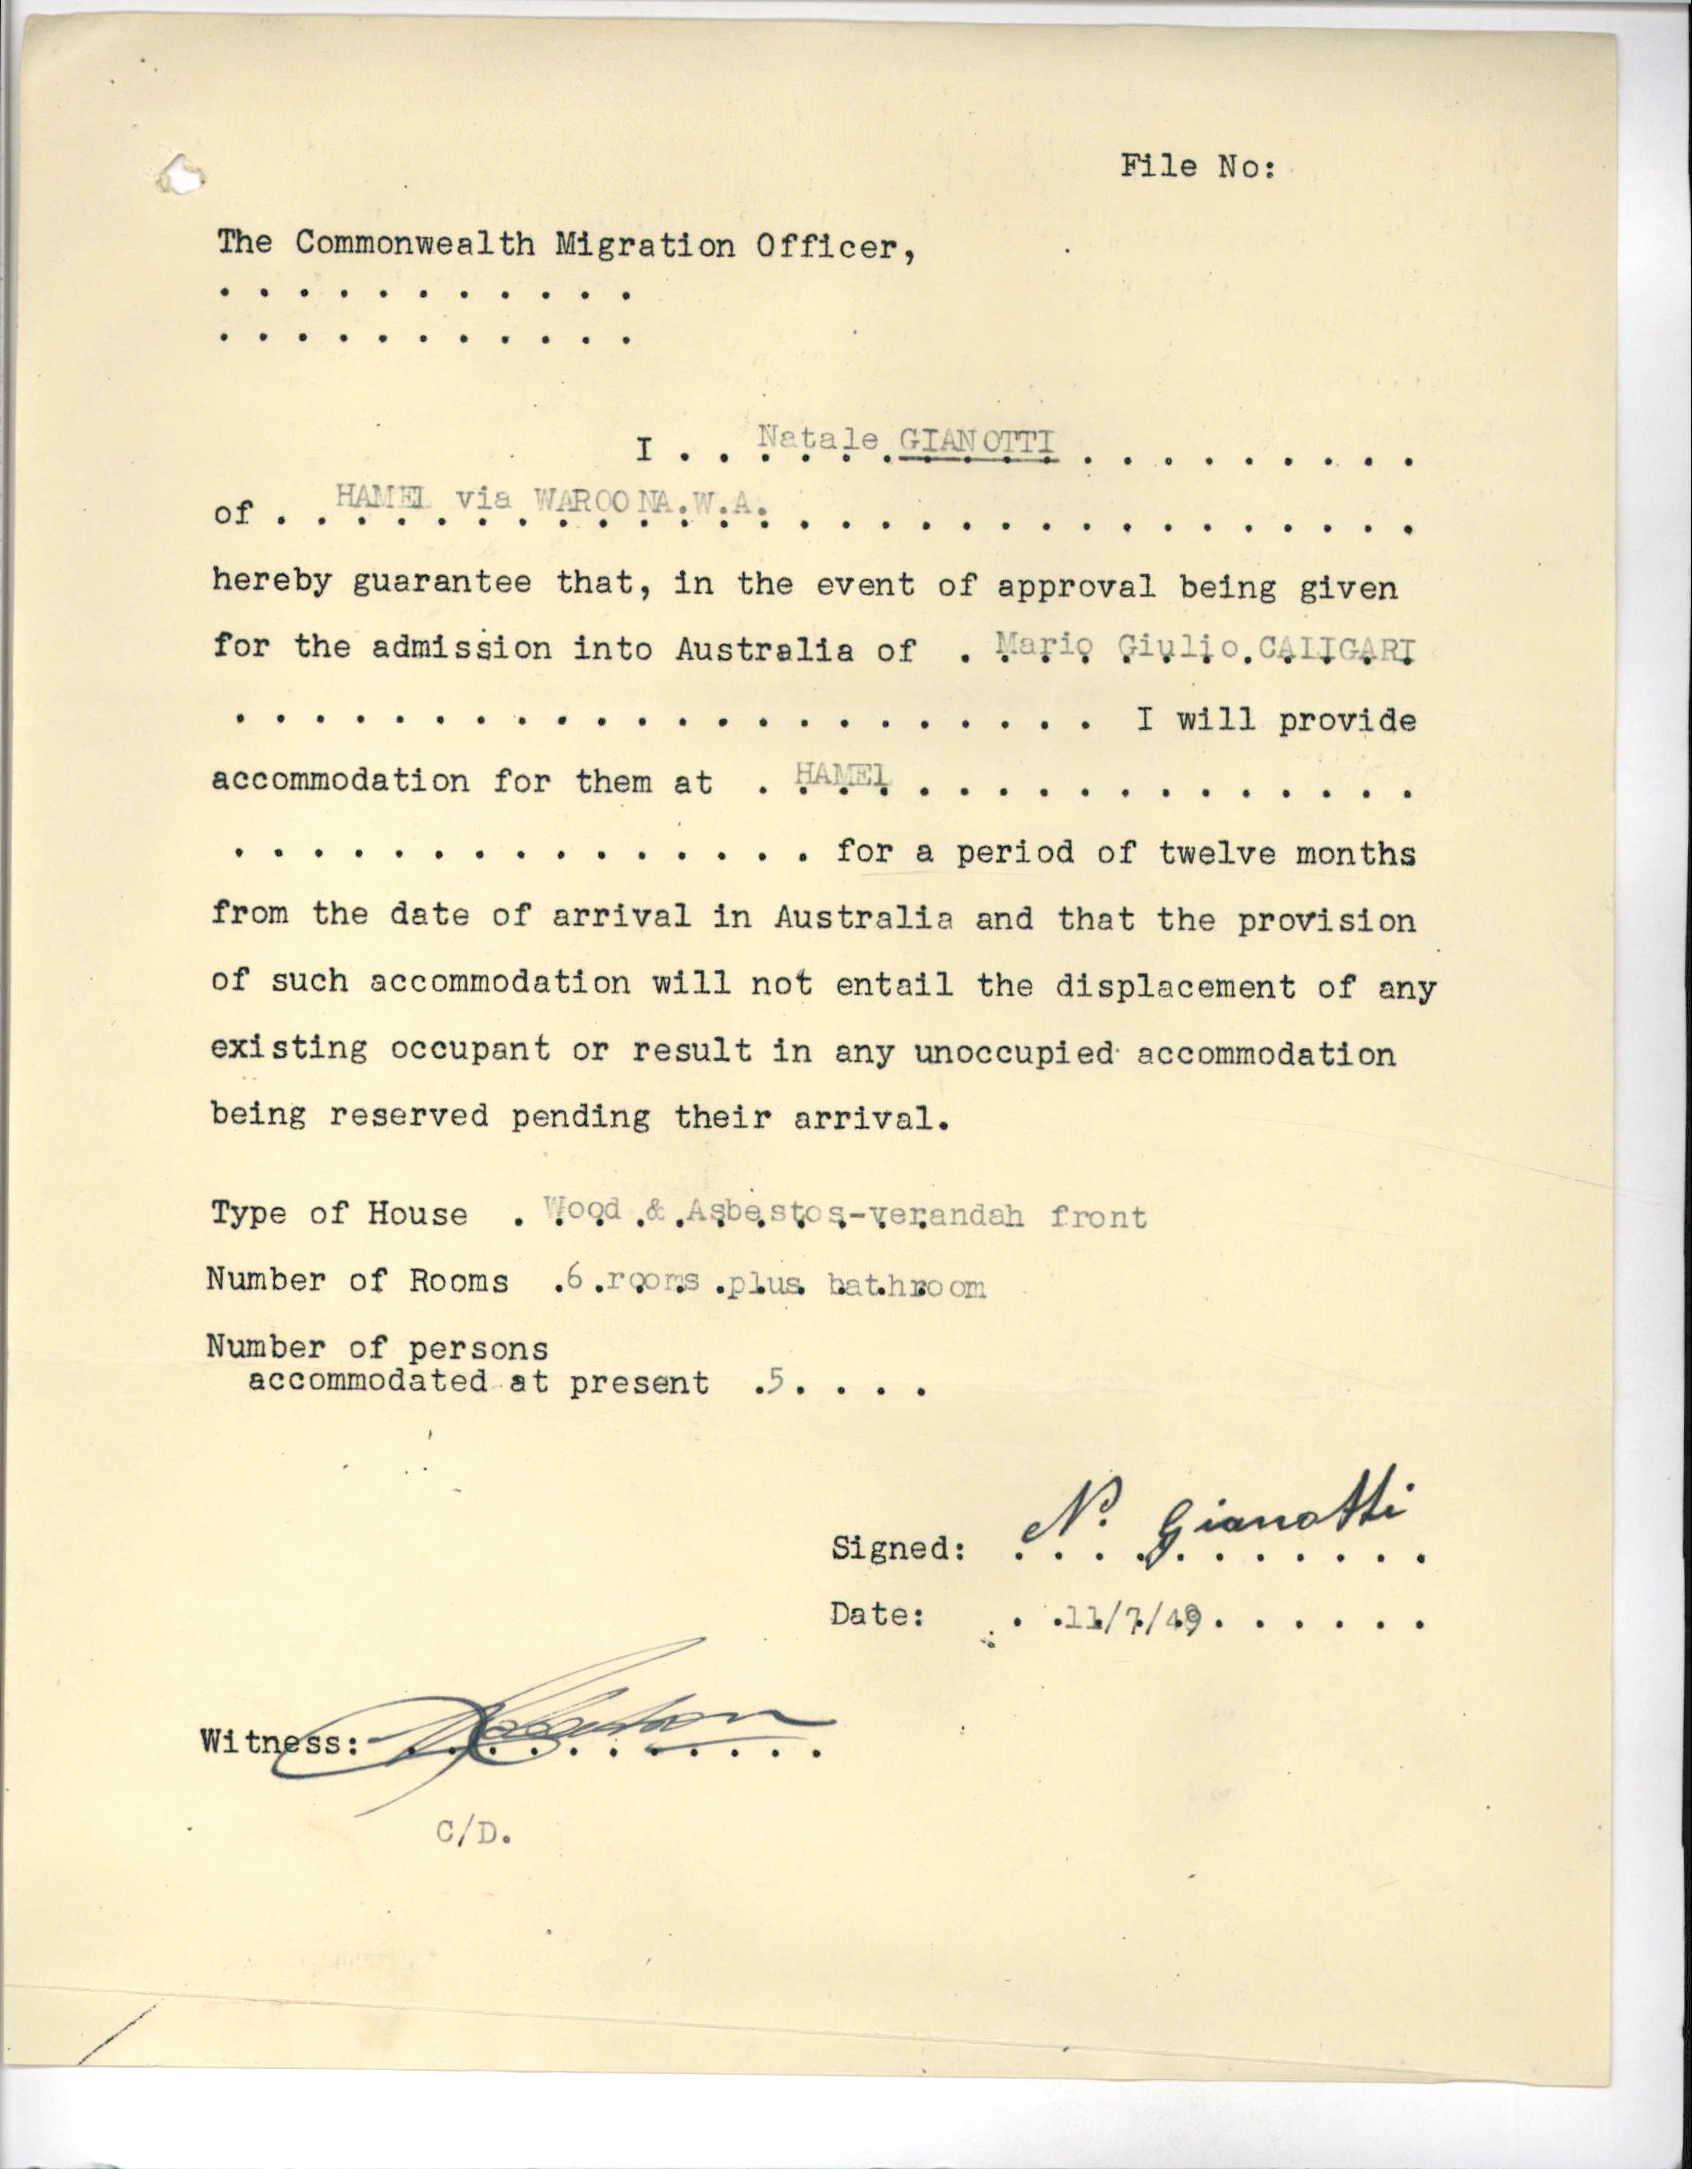 File No:
The Commonwealth Migration Officer,
. . . . . . . . . . .
. . . . . . . . . . .
I . . Natale GIANOTTI . . . . . . . . .
of . HAMEl via WAROONA.W.A. . . . . . . . . . . . . . . . .
hereby guarantee that, in the event of approval being given
for the admission into Australia of . Mario Giulio CALIGARI
. . . . . . . . . . . . . . . . . . . . . . I will provide
accommodation for them at . HAMEl . . . . . . . . . . . . .
. . . . . . . . . . . . . . . for a period of twelve months
from the date of arrival in Australia and that the provision
of such accommodation will not entail the displacement of any
existing occupant or result in any unoccupied accommodation
being reserved pending their arrival.
Type of House . Wood & Asbestos-verandah front
Number of Rooms .6 rooms plus bathroom
Number of persons
accommodated at present .5. . . .
Signed: N. Gianotti
Date: . .11/7/49. . . . . .
Witness:
C/D.